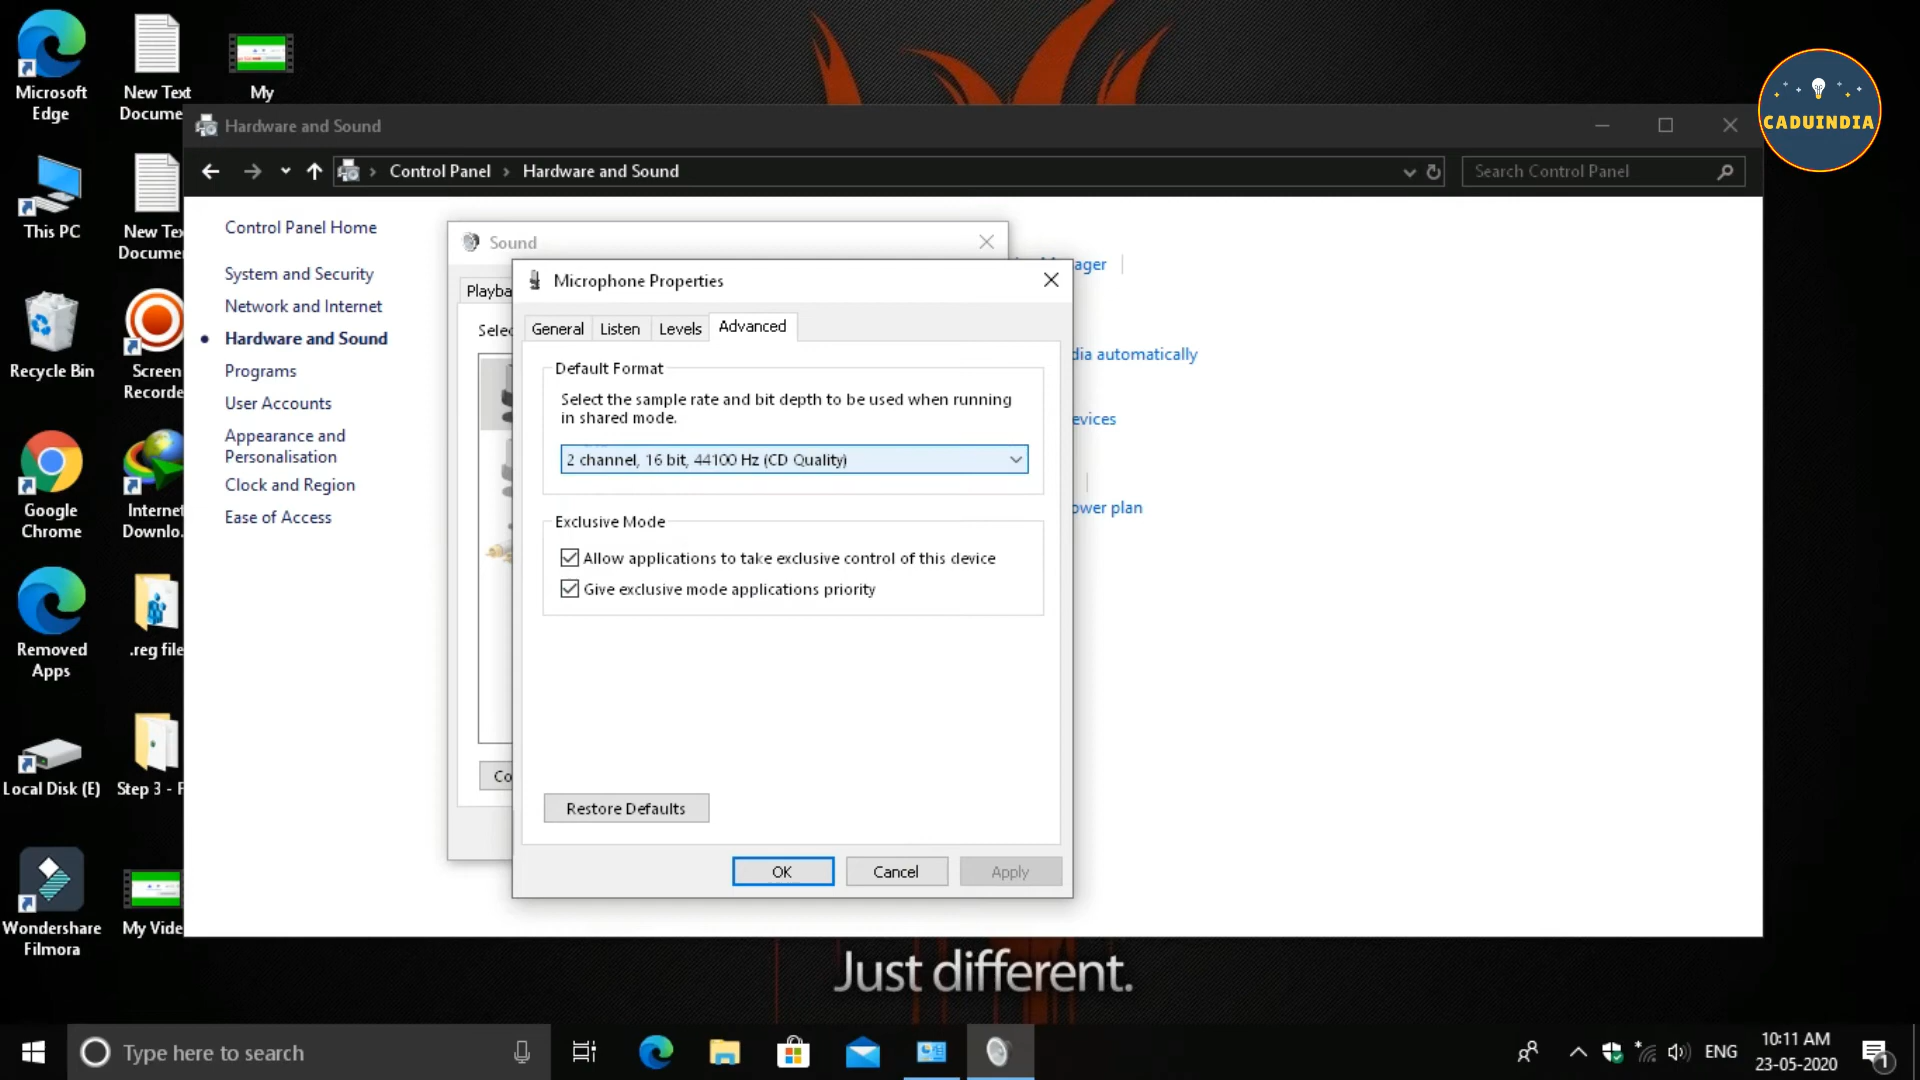 Microsoft
Edge
New Text
Docume
My
CADUINDIA
Hardware and Sound
Control Panel
Hardware and Sound
Search Control Panel
This PC
New Te
Docume
Control Panel Home
System and Security
Network and Internet
Hardware and Sound
Programs
User Accounts
Appearance and
Personalisation
Clock and Region
Ease of Access
Sound
Playba
Selec
Co
ager
dia automatically
evices
ower plan
Microphone Properties
General
Listen
Levels
Advanced
Default Format
Select the sample rate and bit depth to be used when running
in shared mode.
2 channel, 16 bit, 44100 Hz (CD Quality)
Exclusive Mode
Allow applications to take exclusive control of this device
Give exclusive mode applications priority
Restore Defaults
OK
Cancel
Apply
Recycle Bin
Screen
Recorde
Google
Chrome
Internet
Downlo..
Removed
Apps
.reg file
Local Disk (E)
Step 3 - F
Wondershare
Filmora
My Vide
Just different.
Type here to search
ENG
10:11 AM
23-05-2020
1